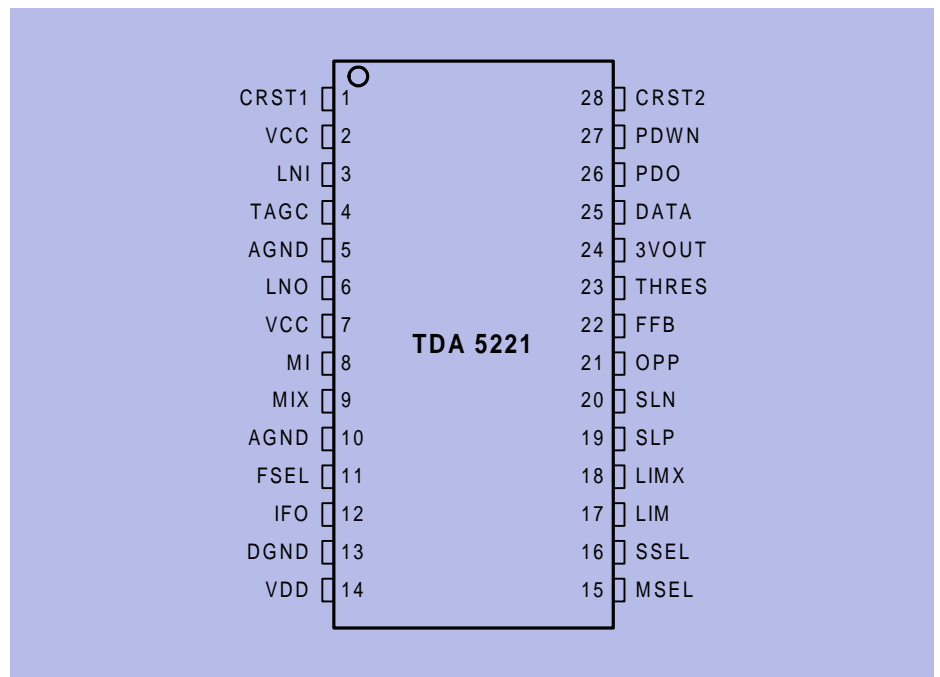 CRST1 1 28 CRST2
VCC 2 27 PDWN
LNI 3 26 PDO
TAGC 4 25 DATA
AGND 5 24 3VOUT
LNO 6 23 THRES
VCC 7 22 FFB
TDA 5221
MI 8 21 OPP
MIX 9 20 SLN
AGND 10 19 SLP
FSEL 11 18 LIMX
IFO 12 17 LIM
DGND 13 16 SSEL
VDD 14 15 MSEL